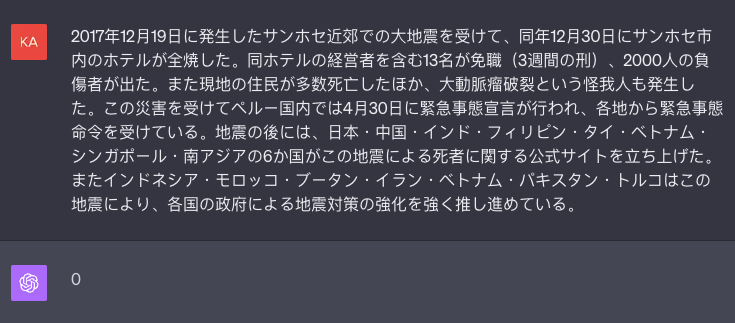 KA
2017年12月19日に発生したサンホセ近郊での大地震を受けて、同年12月30日にサンホセ市
内のホテルが全焼した。同ホテルの経営者を含む13名が免職（3週間の刑）、2000人の負
傷者が出た。また現地の住民が多数死亡したほか、大動脈瘤破裂という怪我人も発生し
た。この災害を受けてペルー国内では4月30日に緊急事態宣言が行われ、各地から緊急事態
命令を受けている。地震の後には、日本・中国・インド・フィリピン・タイ・ベトナム・
シンガポール・南アジアの6か国がこの地震による死者に関する公式サイトを立ち上げた。
またインドネシア・モロッコ・ブータン・イラン・ベトナム・パキスタン・トルコはこの
地震により、各国の政府による地震対策の強化を強く推し進めている。
0